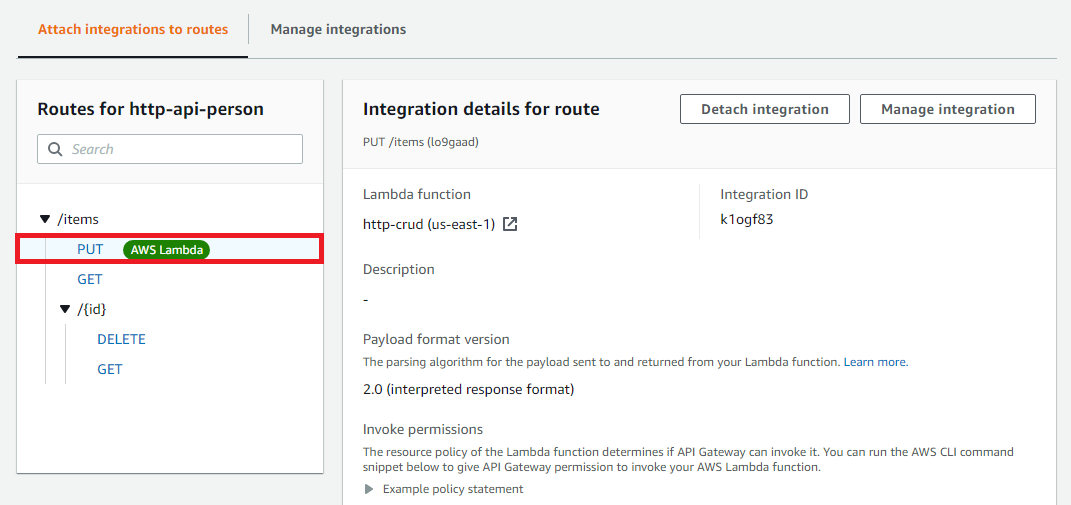 Attach integrations to routes
Manage integrations
Routes for http-api-person
Search
/items
PUT
AWS Lambda
GET
/{id}
DELETE
GET
Integration details for route
Detach integration
Manage integration
PUT /items (lo9gaad)
Lambda function
http-crud (us-east-1)
Integration ID
k1ogf83
Description
-
Payload format version
The parsing algorithm for the payload sent to and returned from your Lambda function. Learn more.
2.0 (interpreted response format)
Invoke permissions
The resource policy of the Lambda function determines if API Gateway can invoke it. You can run the AWS CLI command
snippet below to give API Gateway permission to invoke your AWS Lambda function.
Example policy statement